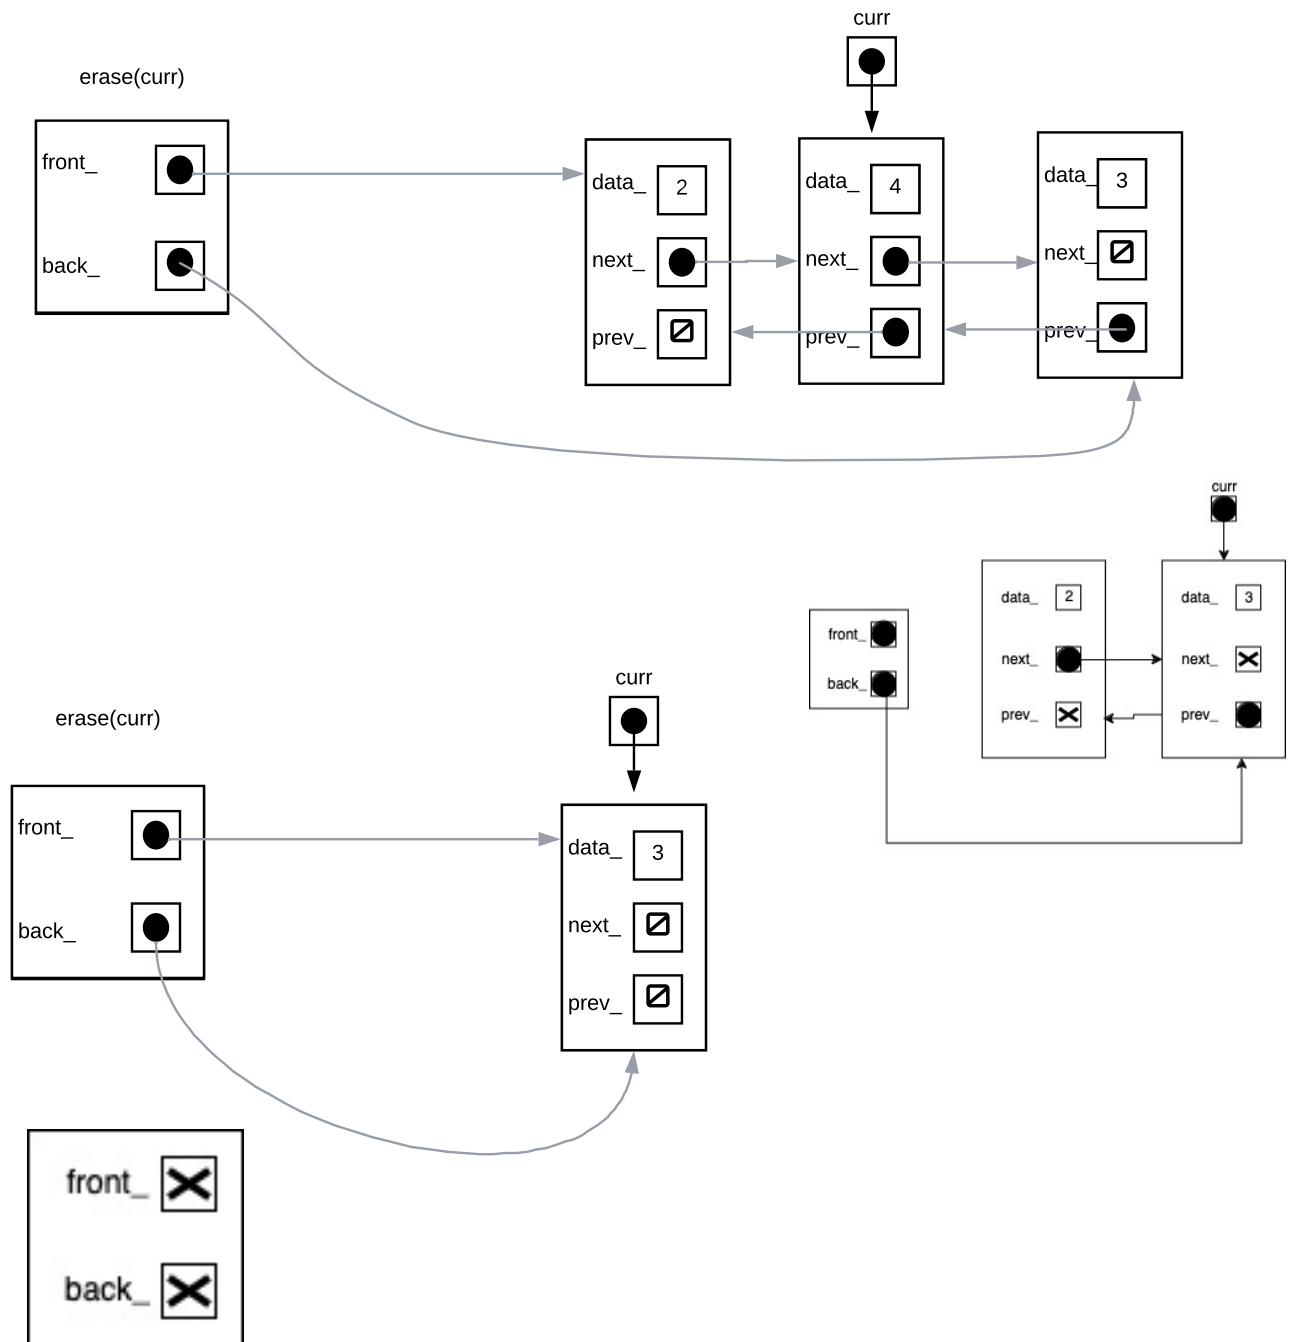 curr
erase(curr)
front_
back_
data_ 2
next_
prev_
data_ 4
next_
prev_
data_ 3
next_
prev_
curr
front_
back_
data_ 2
next_
prev_
data_ 3
next_
prev_
erase(curr)
curr
front_
back_
data_ 3
next_
prev_
front_
back_